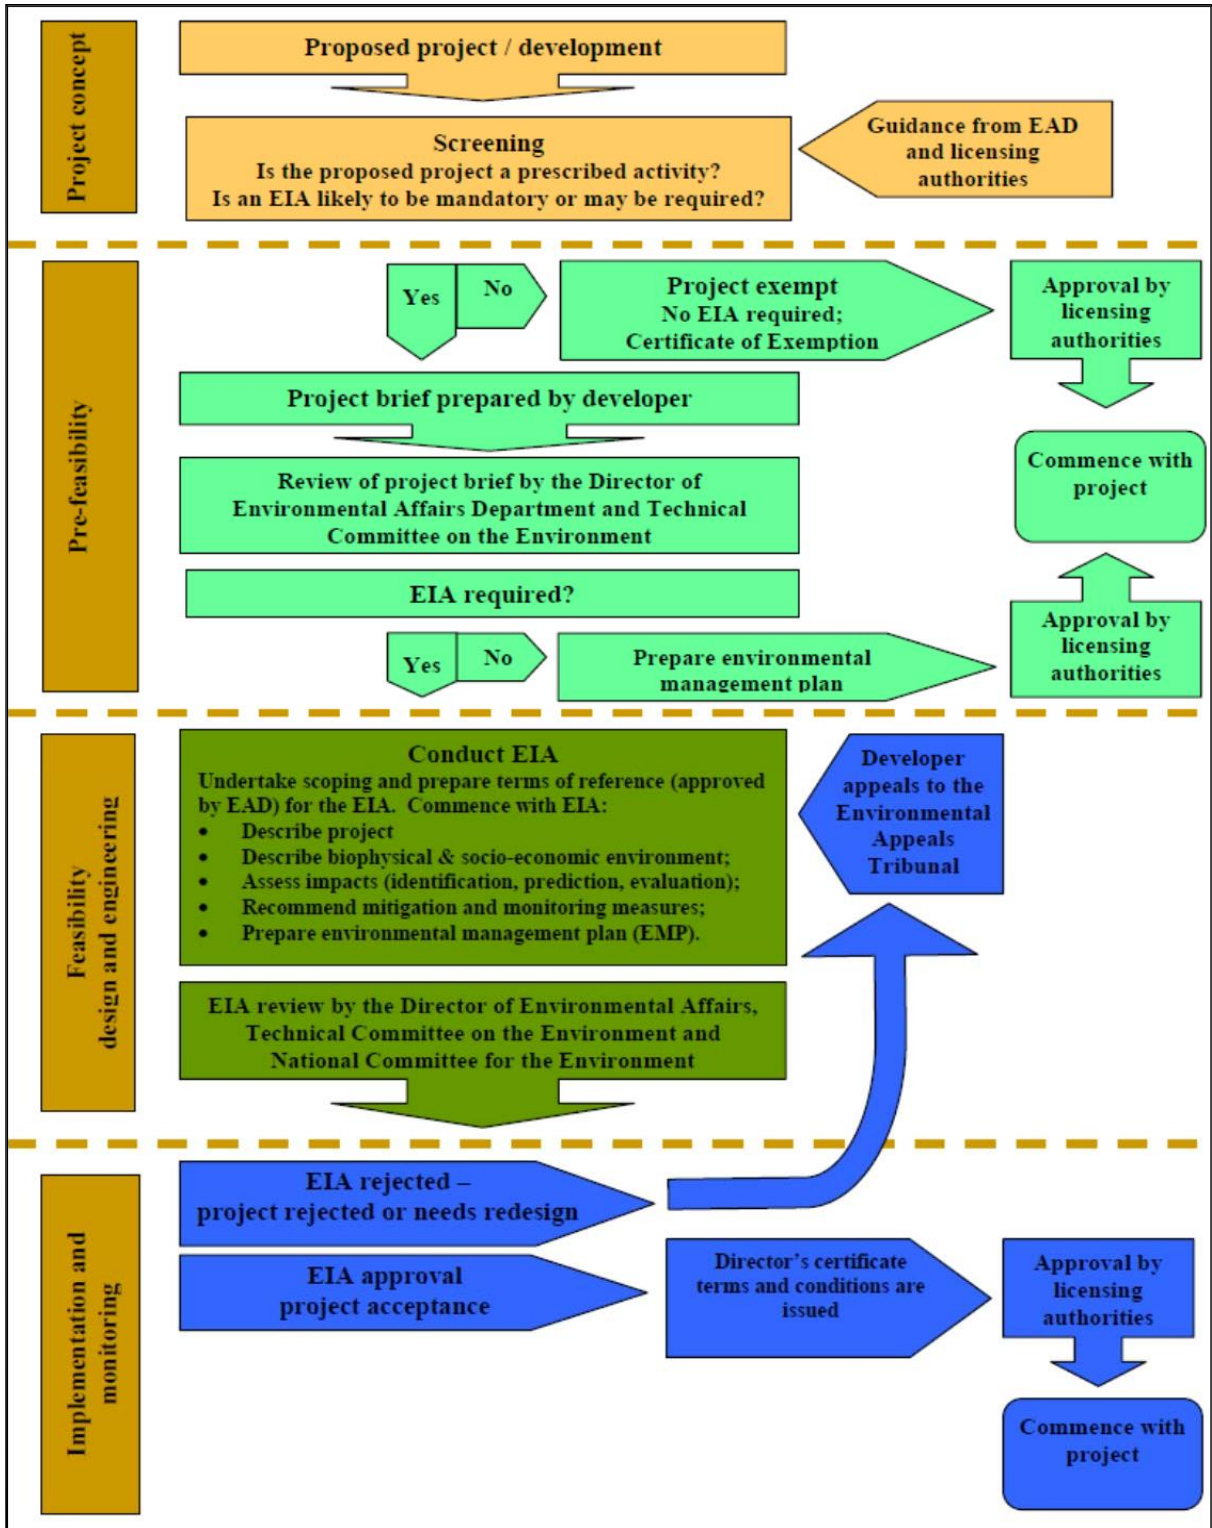 Project concept
Proposed project / development
Screening
Is the proposed project a prescribed activity?
Is an EIA likely to be mandatory or may be required?
Guidance from EAD
and licensing
authorities
Pre-feasibility
Yes
No
Project exempt
No EIA required;
Certificate of Exemption
Approval by
licensing
authorities
Project brief prepared by developer
Review of project brief by the Director of
Environmental Affairs Department and Technical
Committee on the Environment
Commence with
project
EIA required?
Yes
No
Prepare environmental
management plan
Approval by
licensing
authorities
Feasibility
design and engineering
Conduct EIA
Undertake scoping and prepare terms of reference (approved
by EAD) for the EIA.  Commence with EIA:
• Describe project
• Describe biophysical & socio-economic environment;
• Assess impacts (identification, prediction, evaluation);
• Recommend mitigation and monitoring measures;
• Prepare environmental management plan (EMP).
Developer
appeals to the
Environmental
Appeals
Tribunal
EIA review by the Director of Environmental Affairs,
Technical Committee on the Environment and
National Committee for the Environment
Implementation and
monitoring
EIA rejected –
project rejected or needs redesign
EIA approval
project acceptance
Director's certificate
terms and conditions are
issued
Approval by
licensing
authorities
Commence with
project